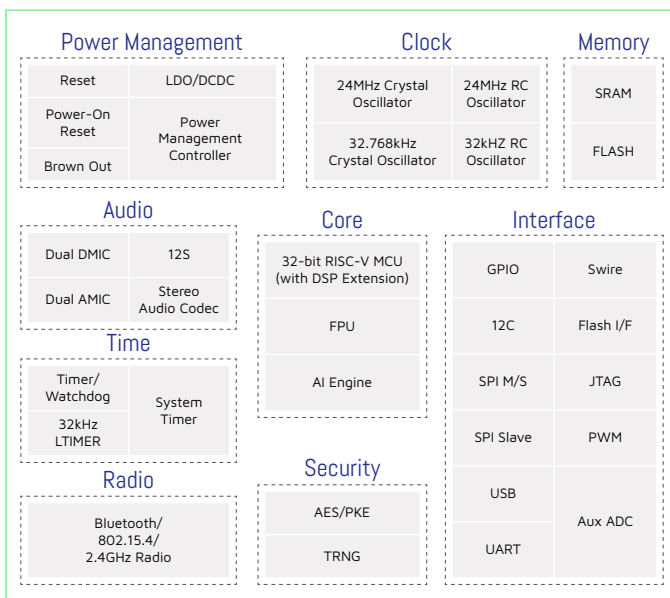 Power Management
Reset
LDO/DCDC
Power-On
Reset
Power
Management
Controller
Brown Out
Clock
24MHz Crystal
Oscillator
24MHz RC
Oscillator
32.768kHz
Crystal Oscillator
32kHZ RC
Oscillator
Memory
SRAM
FLASH
Audio
Dual DMIC
12S
Dual AMIC
Stereo
Audio Codec
Core
32-bit RISC-V MCU
(with DSP Extension)
FPU
AI Engine
Interface
GPIO
Swire
12C
Flash I/F
SPI M/S
JTAG
SPI Slave
PWM
USB
Aux ADC
UART
Time
Timer/
Watchdog
System
Timer
32kHz
LTIMER
Radio
Bluetooth/
802.15.4/
2.4GHz Radio
Security
AES/PKE
TRNG